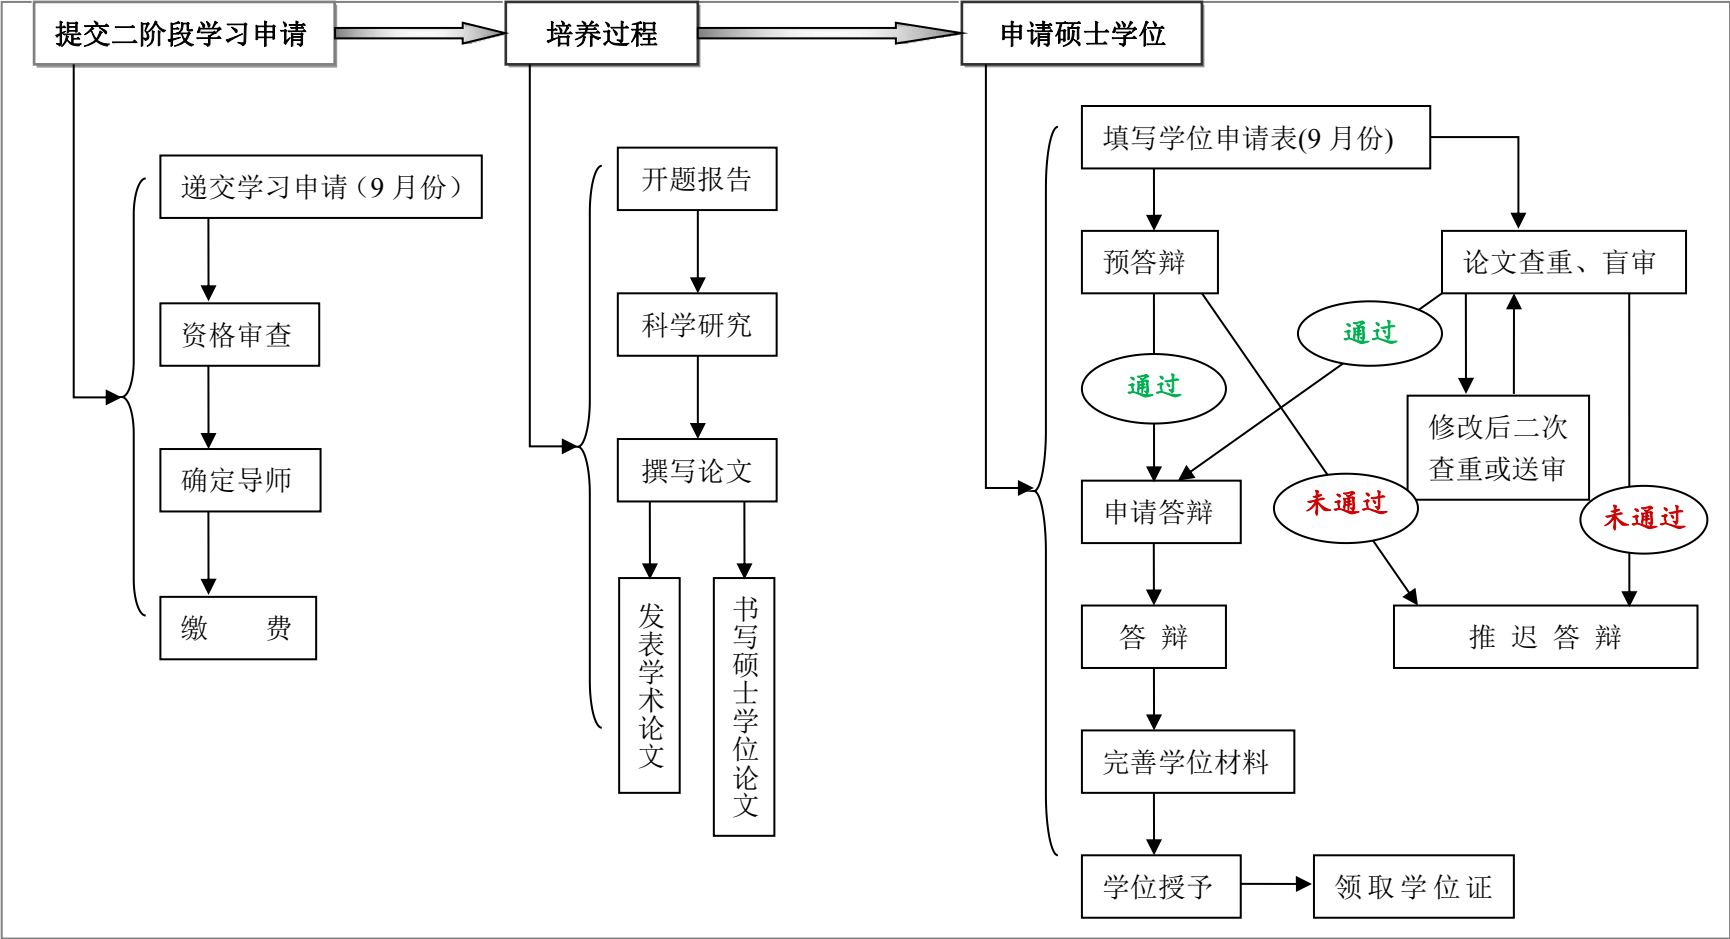 提交二阶段学习申请
培养过程
申请硕士学位
递交学习申请（9 月份）
资格审查
确定导师
缴 费
开题报告
科学研究
撰写论文
发表学术论文
书写硕士学位论文
填写学位申请表(9 月份)
预答辩
论文查重、盲审
通过
通过
修改后二次
查重或送审
未通过
未通过
申请答辩
答 辩
推 迟 答 辩
完善学位材料
学位授予
领取学位证